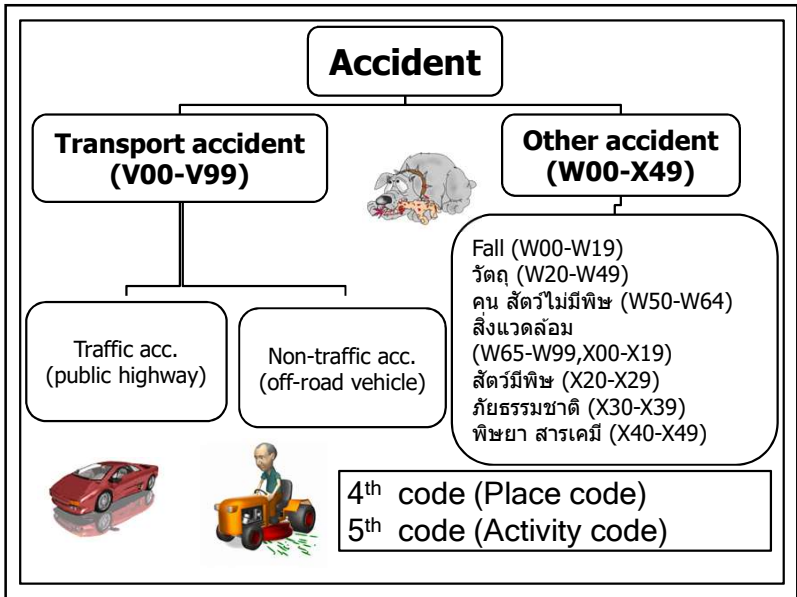 Accident
Transport accident
(V00-V99)
Other accident
(W00-X49)
Traffic acc.
(public highway)
Non-traffic acc.
(off-road vehicle)
Fall (W00-W19)
วัตถุ (W20-W49)
คน สัตว์ไม่มีพิษ (W50-W64)
สิ่งแวดล้อม
(W65-W99,X00-X19)
สัตว์มีพิษ (X20-X29)
ภัยธรรมชาติ (X30-X39)
พิษยา สารเคมี (X40-X49)
4th code (Place code)
5th code (Activity code)